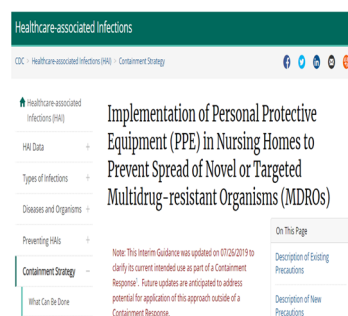 Healthcare-associated Infections
CDC > Healthcare-associated Infections (HAI) > Containment Strategy
Healthcare-associated
Infections (HAI)
HAI Data +
Types of Infections +
Diseases and Organisms +
Preventing HAIs +
Containment Strategy −
What Can Be Done
Implementation of Personal Protective
Equipment (PPE) in Nursing Homes to
Prevent Spread of Novel or Targeted
Multidrug-resistant Organisms (MDROs)
Note: This Interim Guidance was updated on 07/26/2019 to
clarify its current intended use as part of a Containment
Response¹. Future updates are anticipated to address
potential for application of this approach outside of a
Containment Response.
On This Page
Description of Existing
Precautions
Description of New
Precautions